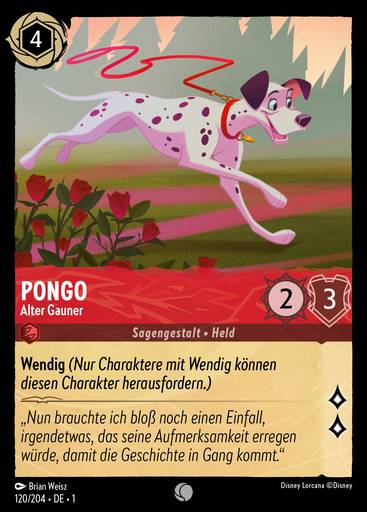 4
PONGO
Alter Gauner
2
3
Sagengestalt • Held
Wendig (Nur Charaktere mit Wendig können
diesen Charakter herausfordern.)
„Nun brauchte ich bloß noch einen Einfall,
irgendetwas, das seine Aufmerksamkeit erregen
würde, damit die Geschichte in Gang kommt.“
Brian Weisz
120/204 • DE • 1
Disney Lorcana ©Disney